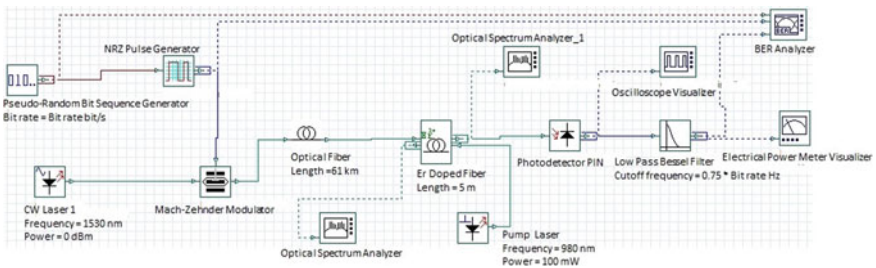 Optical Spectrum Analyzer_1
NRZ Pulse Generator
BER
BER Analyzer
010..
Oscilloscope Visualizer
Pseudo-Random Bit Sequence Generator
Bit rate = Bit rate bit/s
Optical Fiber
Length =61 km
Er Doped Fiber
Length = 5 m
Photodetector PIN
Low Pass Bessel Filter
Cutoff frequency = 0.75 * Bit rate Hz
Electrical Power Meter Visualizer
CW Laser 1
Frequency = 1530 nm
Power = 0 dBm
Mach-Zehnder Modulator
Optical Spectrum Analyzer
Pump Laser
Frequency = 980 nm
Power = 100 mW